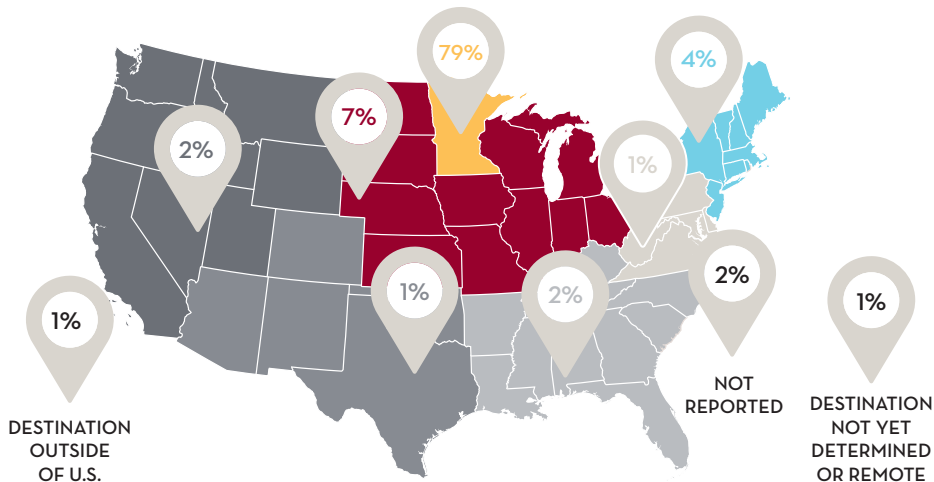 79%
4%
7%
2%
1%
2%
1%
2%
1%
1%
NOT
REPORTED
DESTINATION
OUTSIDE
OF U.S.
DESTINATION
NOT YET
DETERMINED
OR REMOTE